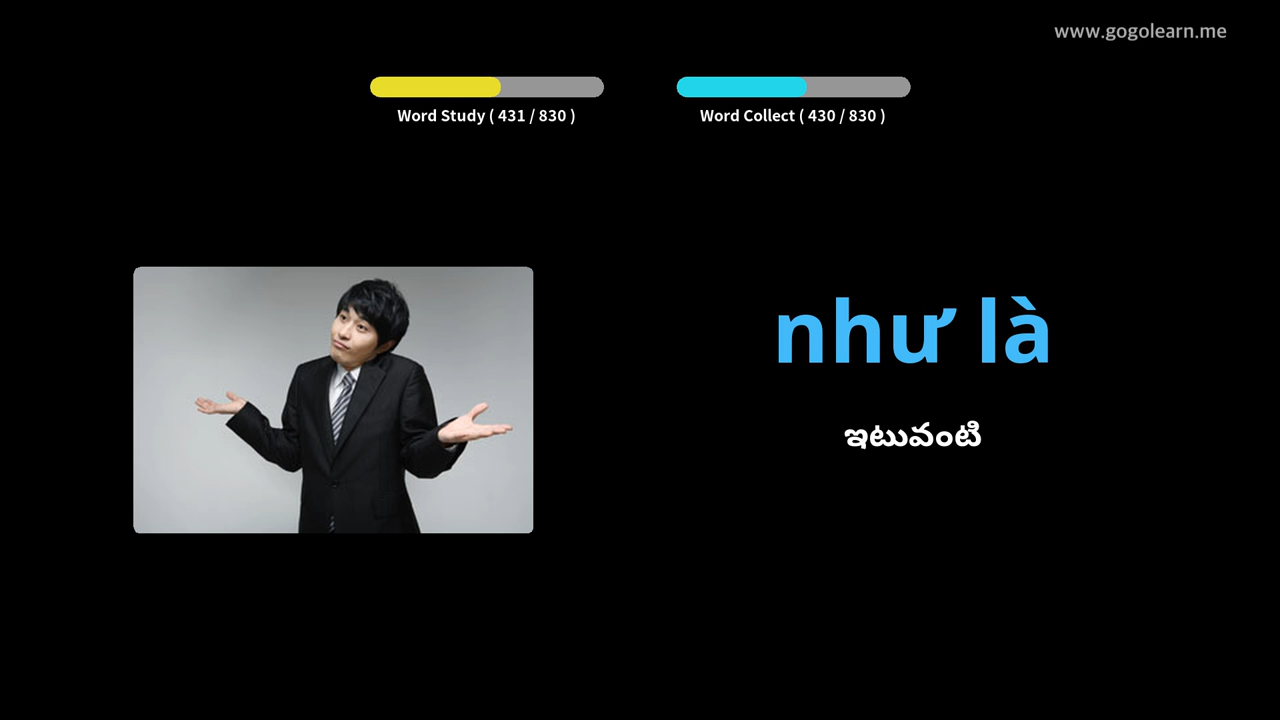 www.gogolearn.me
Word Study ( 431 / 830 )
Word Collect ( 430 / 830 )
như là
ఇటువంటి